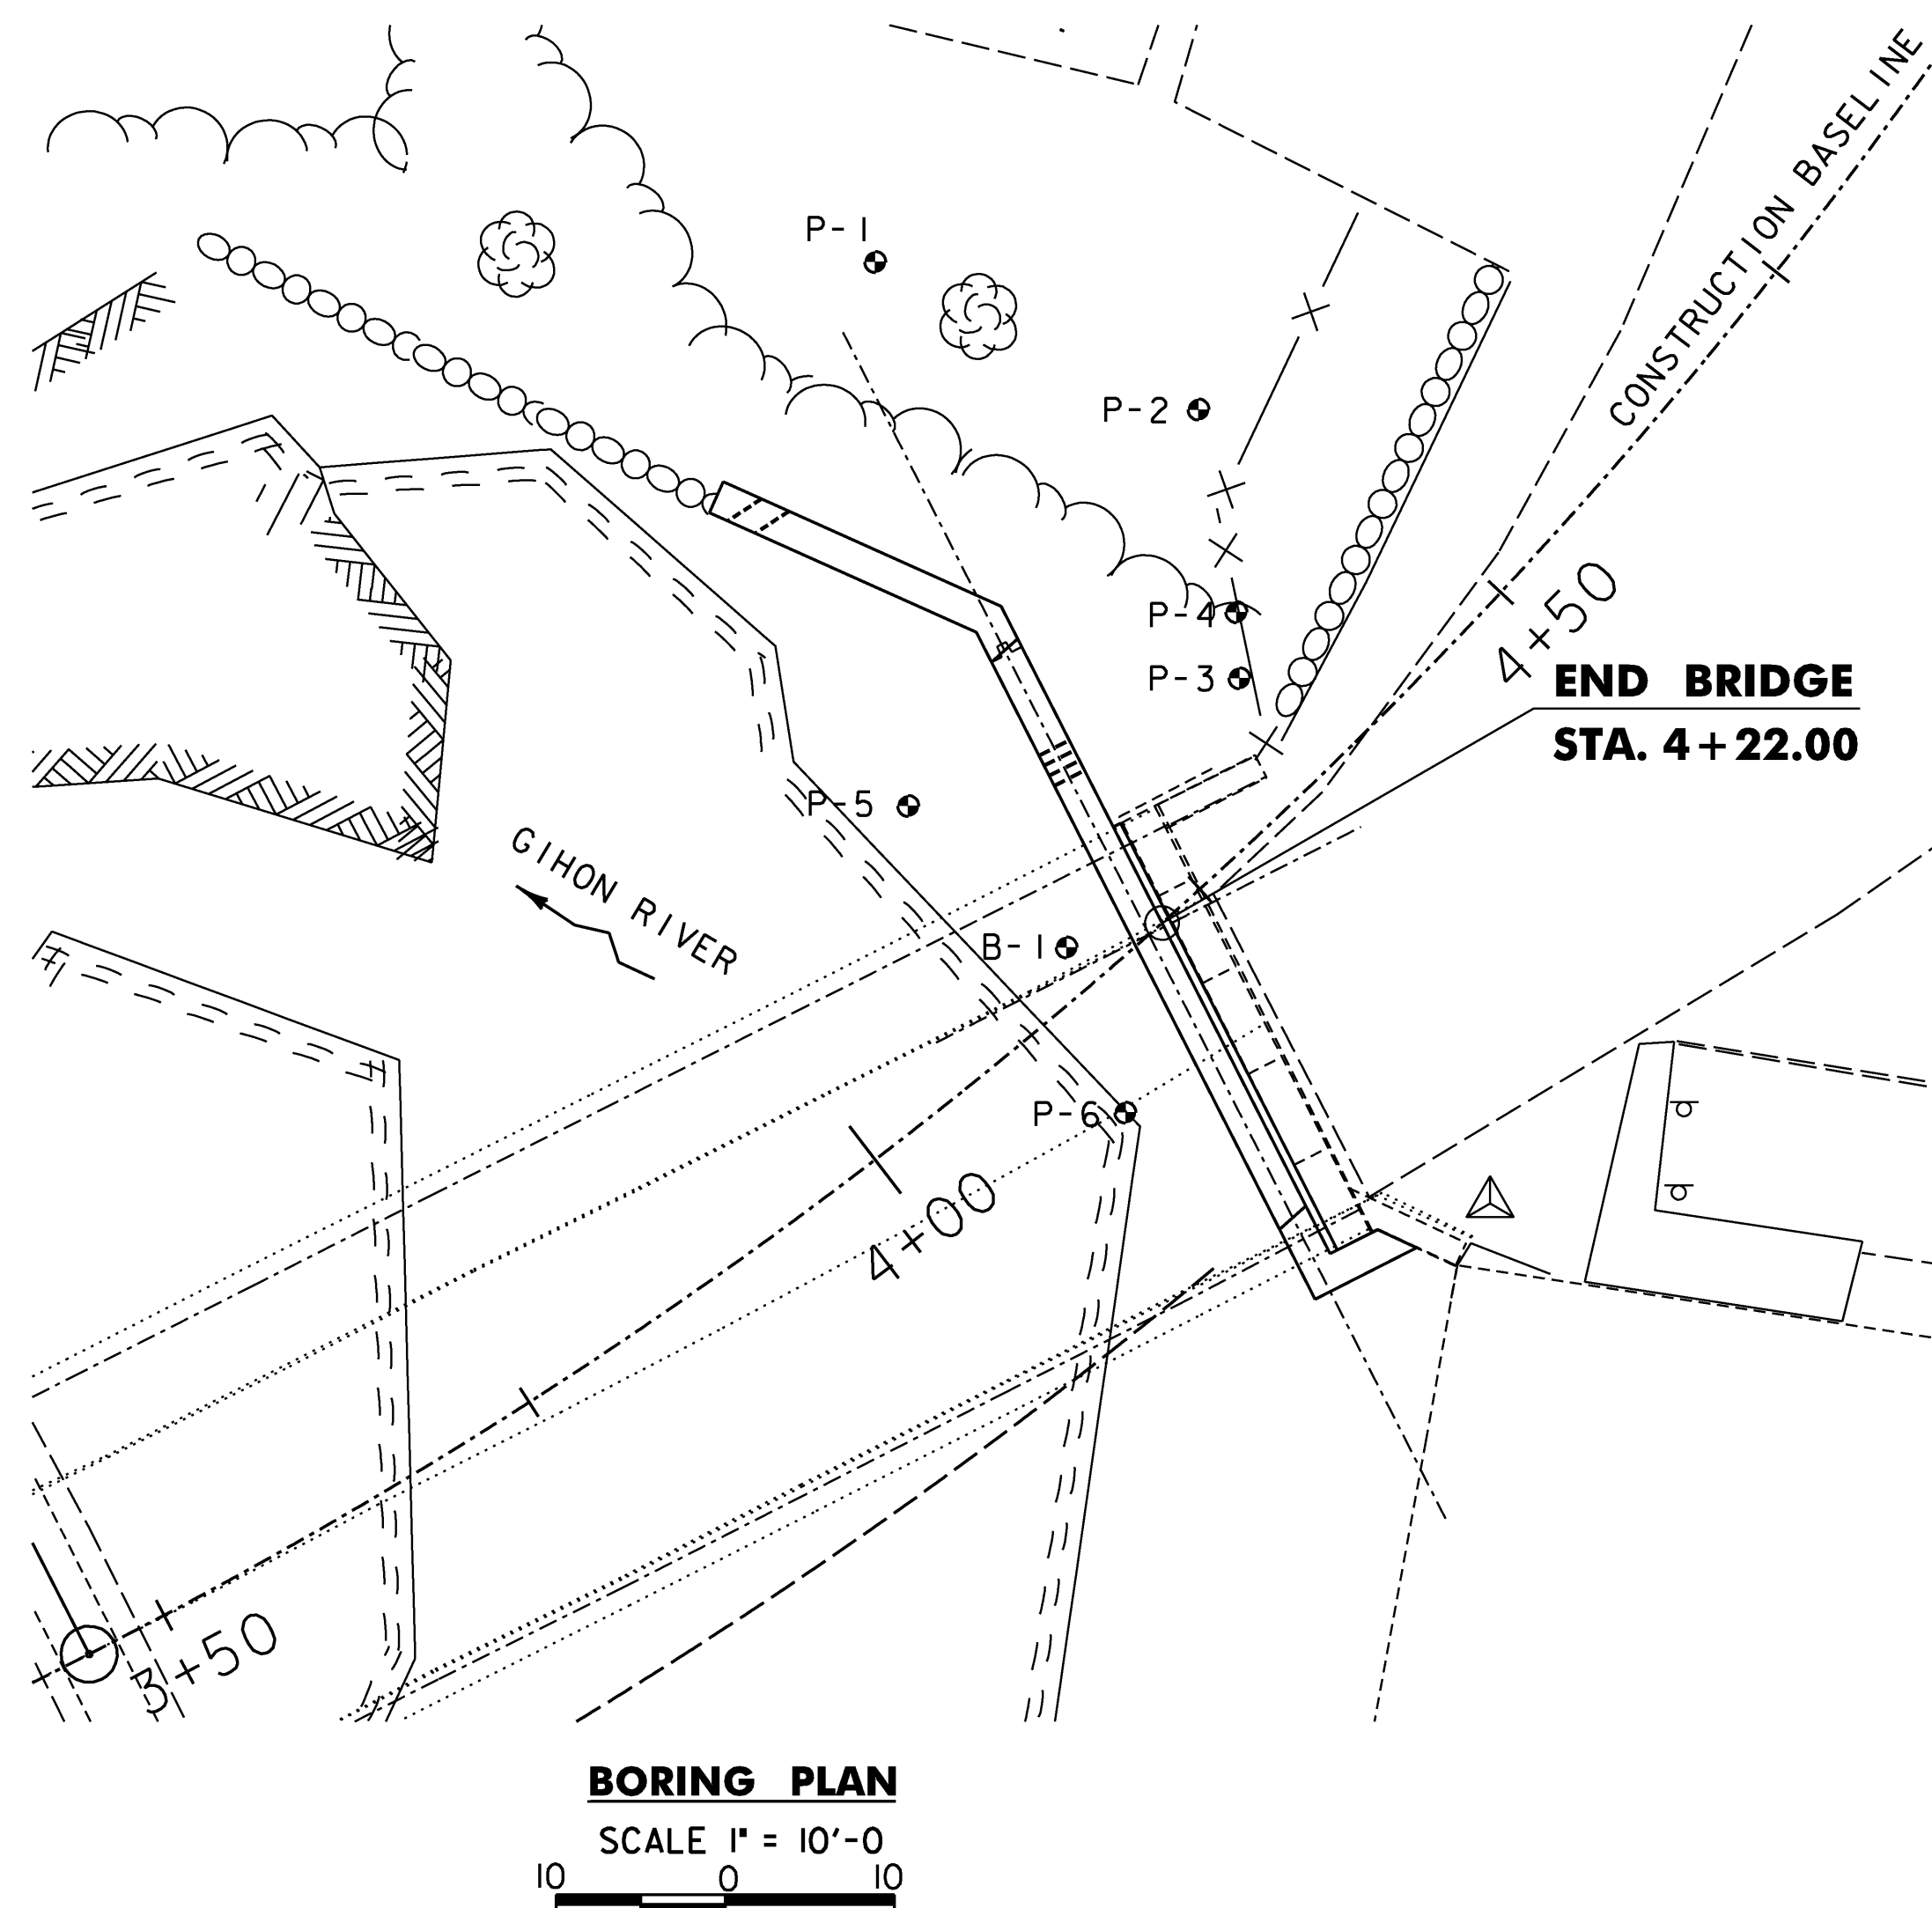 CONSTRUCTION BASELINE
P-1
P-2
4+50
P-4
P-3
END BRIDGE
STA. 4+22.00
P-5
GIHON RIVER
B-1
P-6
4+00
3+50
BORING PLAN
SCALE 1" = 10'-0
10 0 10